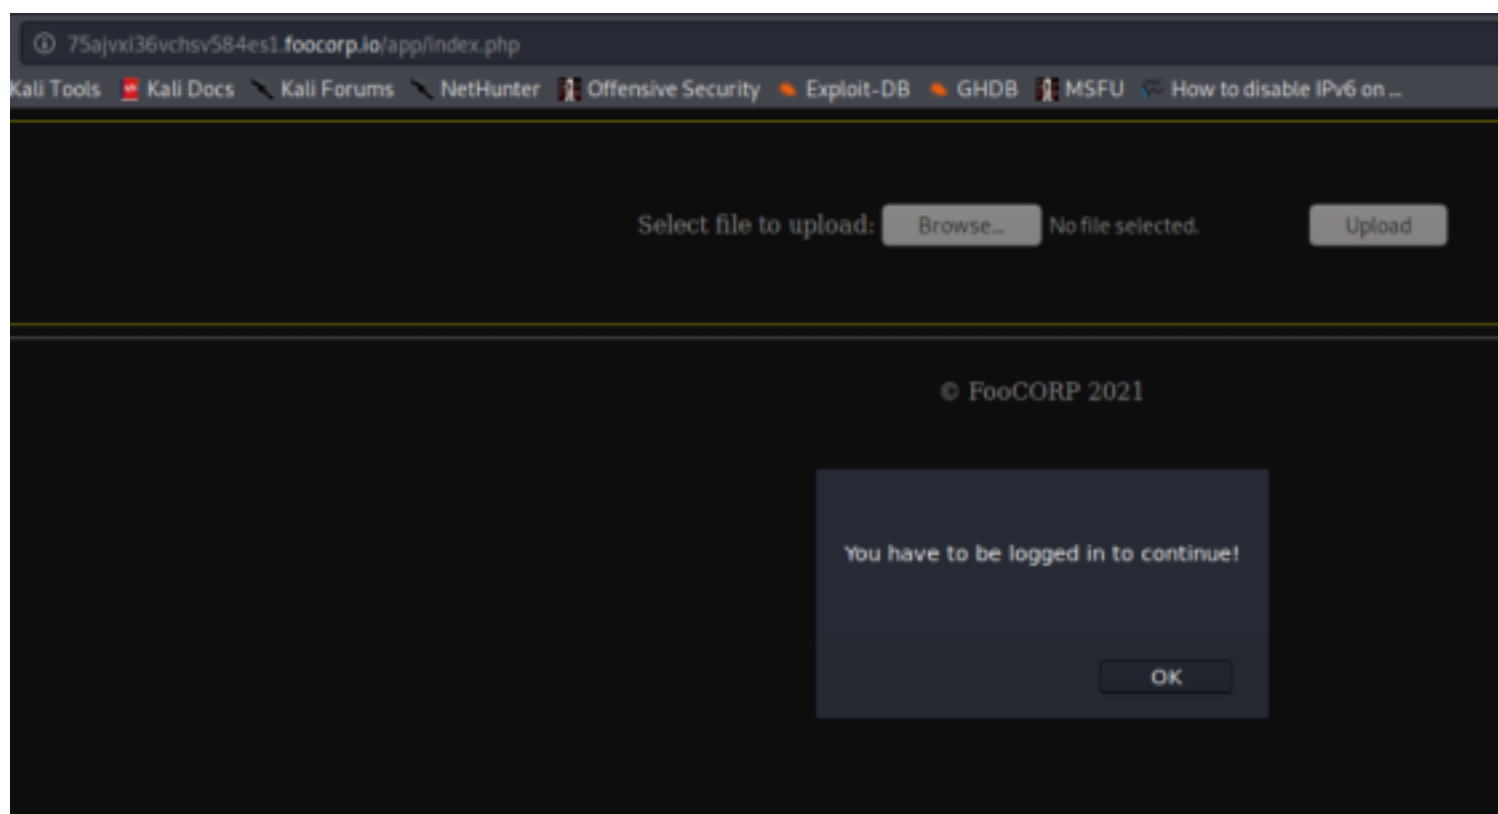 75ajvxi36vchsv584es1.foocorp.io/app/index.php
Kali Tools Kali Docs Kali Forums NetHunter Offensive Security Exploit-DB GHDB MSFU How to disable IPv6 on ...
Select file to upload: Browse... No file selected. Upload
© FooCORP 2021
You have to be logged in to continue!
OK